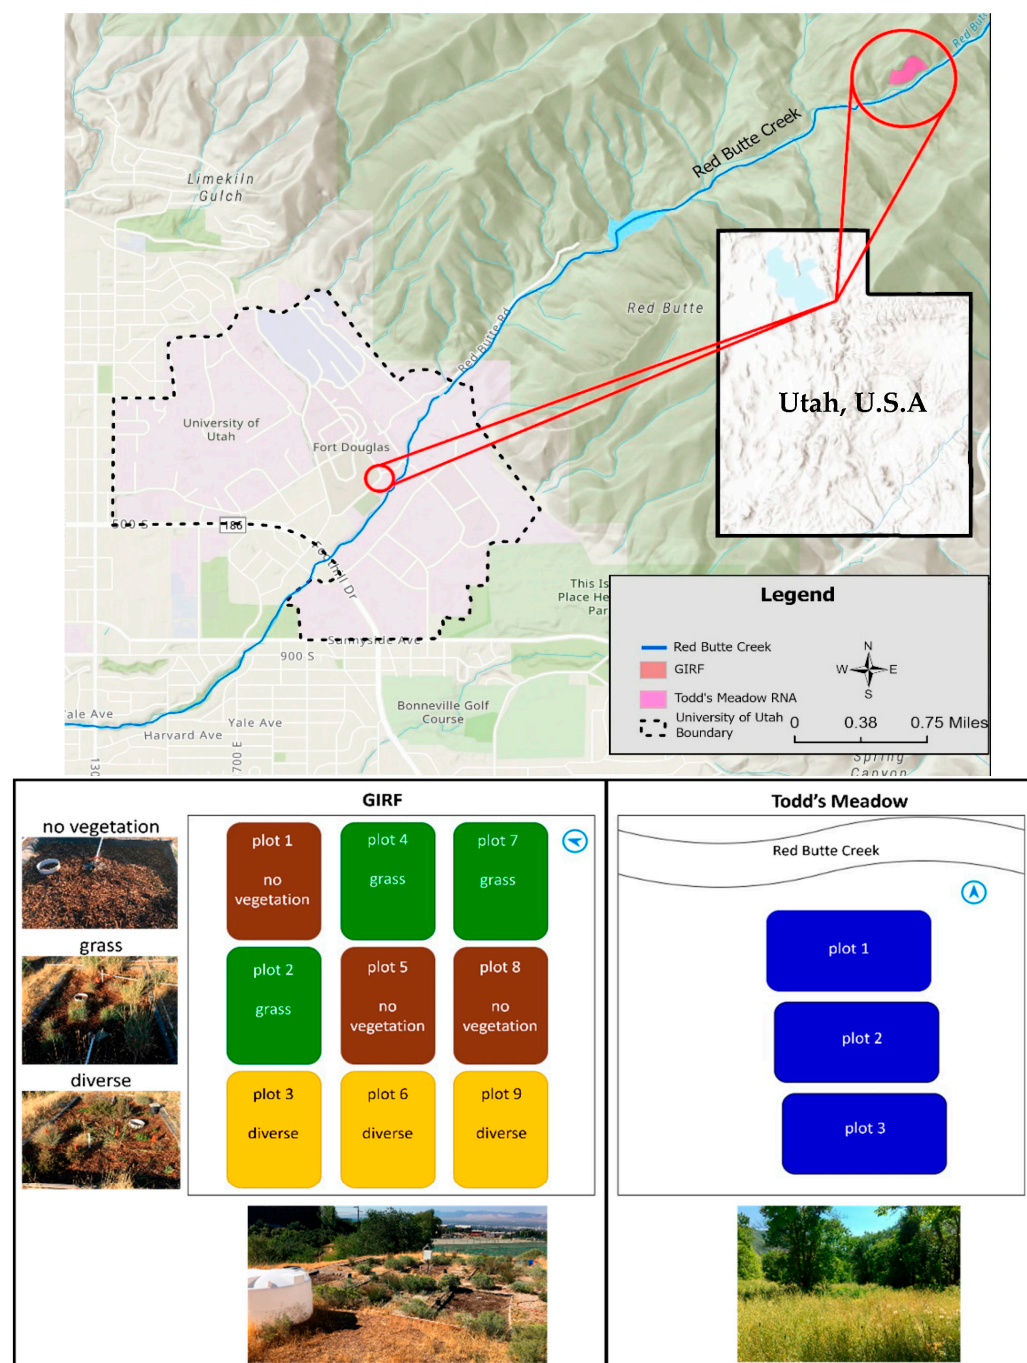 Red Butte
Red Butte Creek
Limekiln
Gulch
Red Butte
Red Butte Rd
University of
Utah
Fort Douglas
Utah, U.S.A
500 S
186
Foothill Dr
This Is
Place He
Par
Sunnyside Ave
900 S
Bonneville Golf
Course
Yale Ave
Yale Ave
Harvard Ave
700 E
130
Spring
Canyon
Legend
Red Butte Creek
GIRF
Todd's Meadow RNA
University of Utah
Boundary
N
W E
S
0 0.38 0.75 Miles
GIRF
no vegetation
grass
diverse
plot 1
no
vegetation
plot 4
grass
plot 7
grass
plot 2
grass
plot 5
no
vegetation
plot 8
no
vegetation
plot 3
diverse
plot 6
diverse
plot 9
diverse
Todd's Meadow
Red Butte Creek
plot 1
plot 2
plot 3